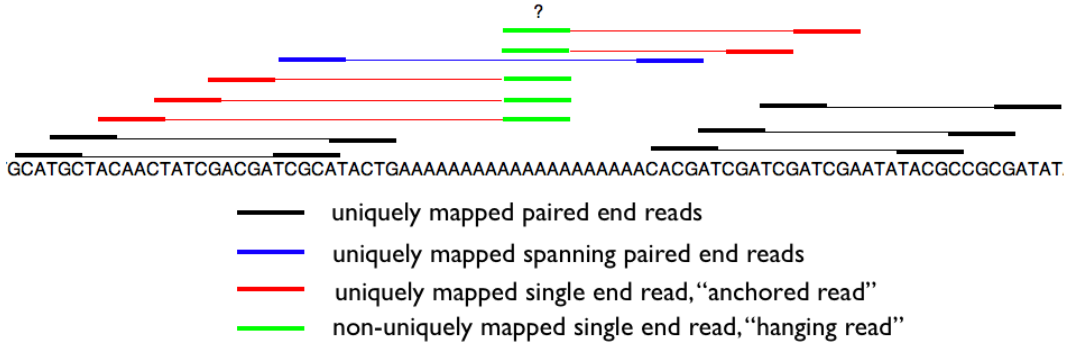 ?
GCATGCTACAACTATCGACGATCGCATACTGAAAAAAAAAAAAAAAAAAAACACGATCGATCGATCGAATATACGCCGCGATAT
uniquely mapped paired end reads
uniquely mapped spanning paired end reads
uniquely mapped single end read, “anchored read”
non-uniquely mapped single end read, “hanging read”